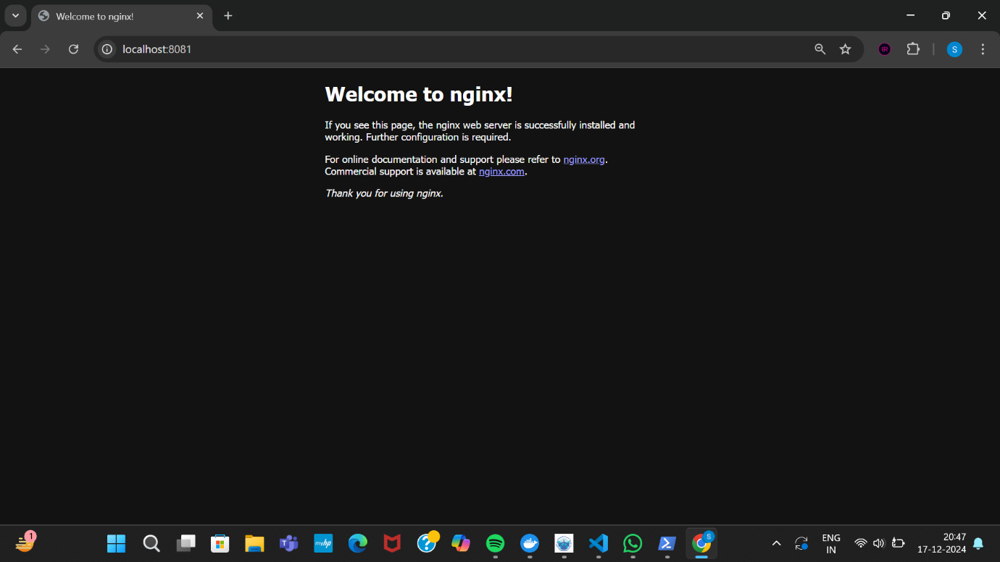 Welcome to nginx!
localhost:8081
BR
S
Welcome to nginx!
If you see this page, the nginx web server is successfully installed and
working. Further configuration is required.
For online documentation and support please refer to nginx.org.
Commercial support is available at nginx.com.
Thank you for using nginx.
1
T
myhp
?
S
ENG
IN
20:47
17-12-2024